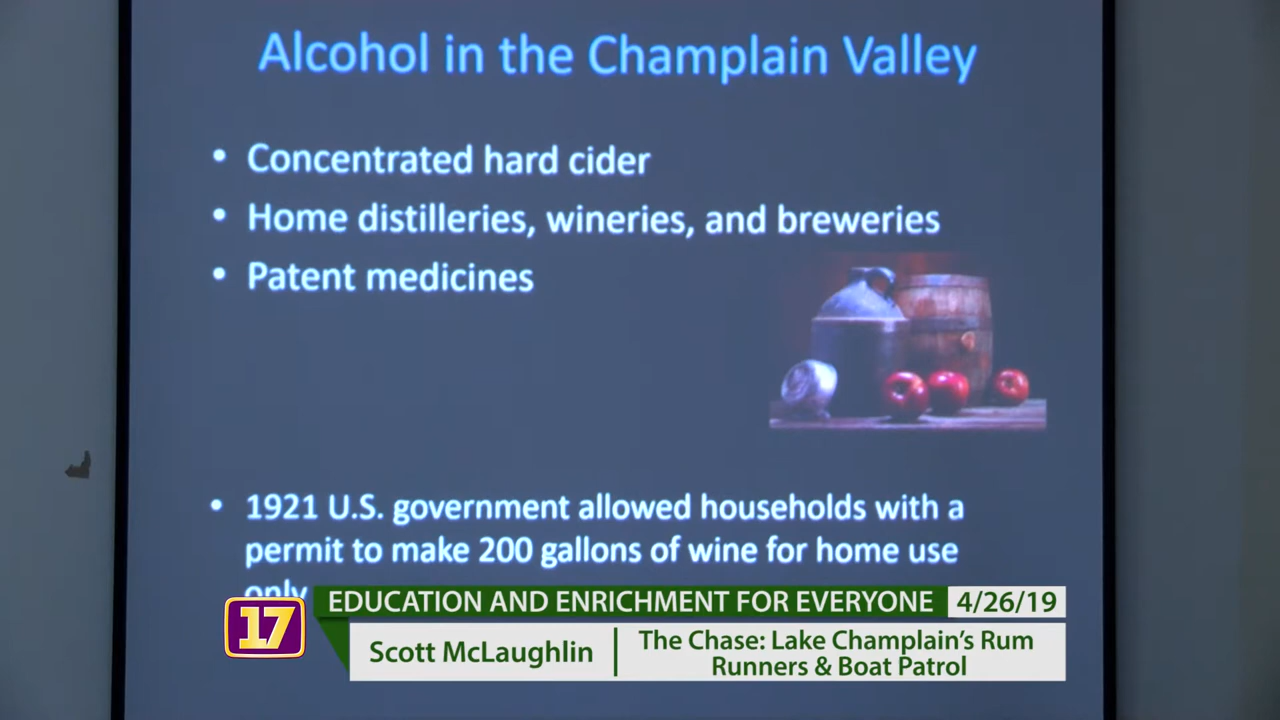 Alcohol in the Champlain Valley
• Concentrated hard cider
• Home distilleries, wineries, and breweries
• Patent medicines
• 1921 U.S. government allowed households with a
permit to make 200 gallons of wine for home use
only
17
EDUCATION AND ENRICHMENT FOR EVERYONE 4/26/19
Scott McLaughlin
The Chase: Lake Champlain's Rum
Runners & Boat Patrol